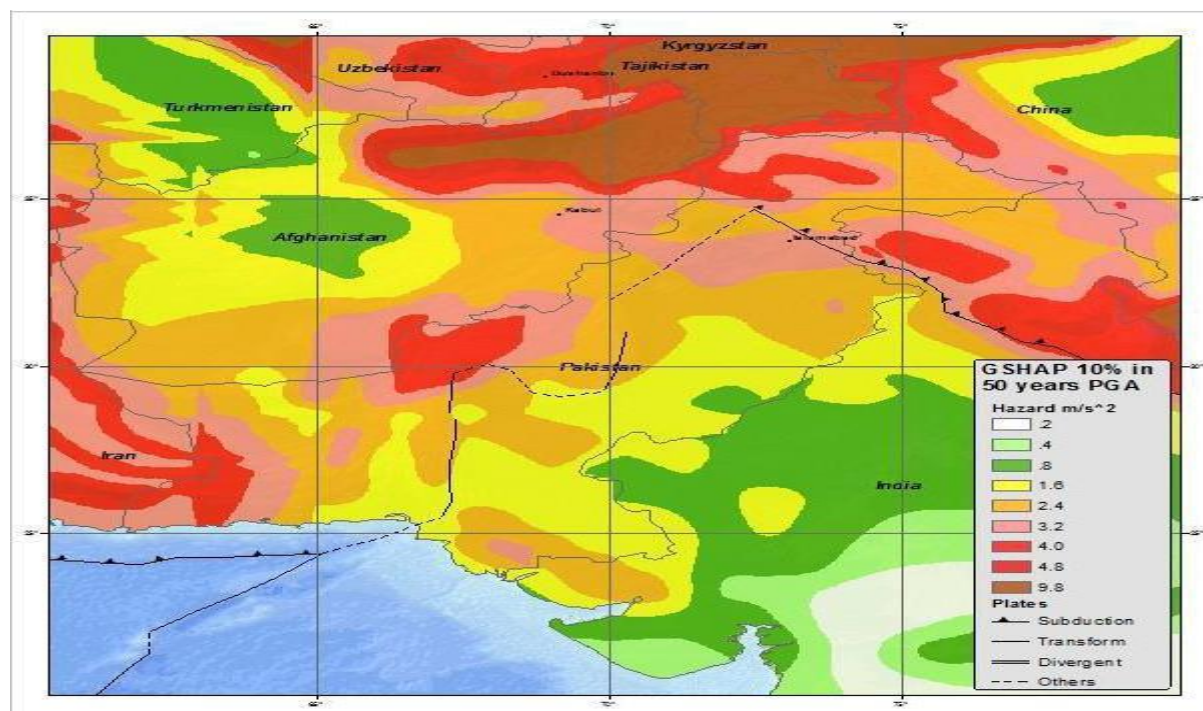 Kyrgyzstan
Uzbekistan
Tajikistan
Dushanbe
Turkmenistan
China
Kabul
Afghanistan
Islamabad
Pakistan
GSHAP 10% in
50 years PGA
Hazard m/s^2
.2
.4
.8
1.6
2.4
3.2
4.0
4.8
9.8
Plates
Subduction
Transform
Divergent
Others
Iran
India